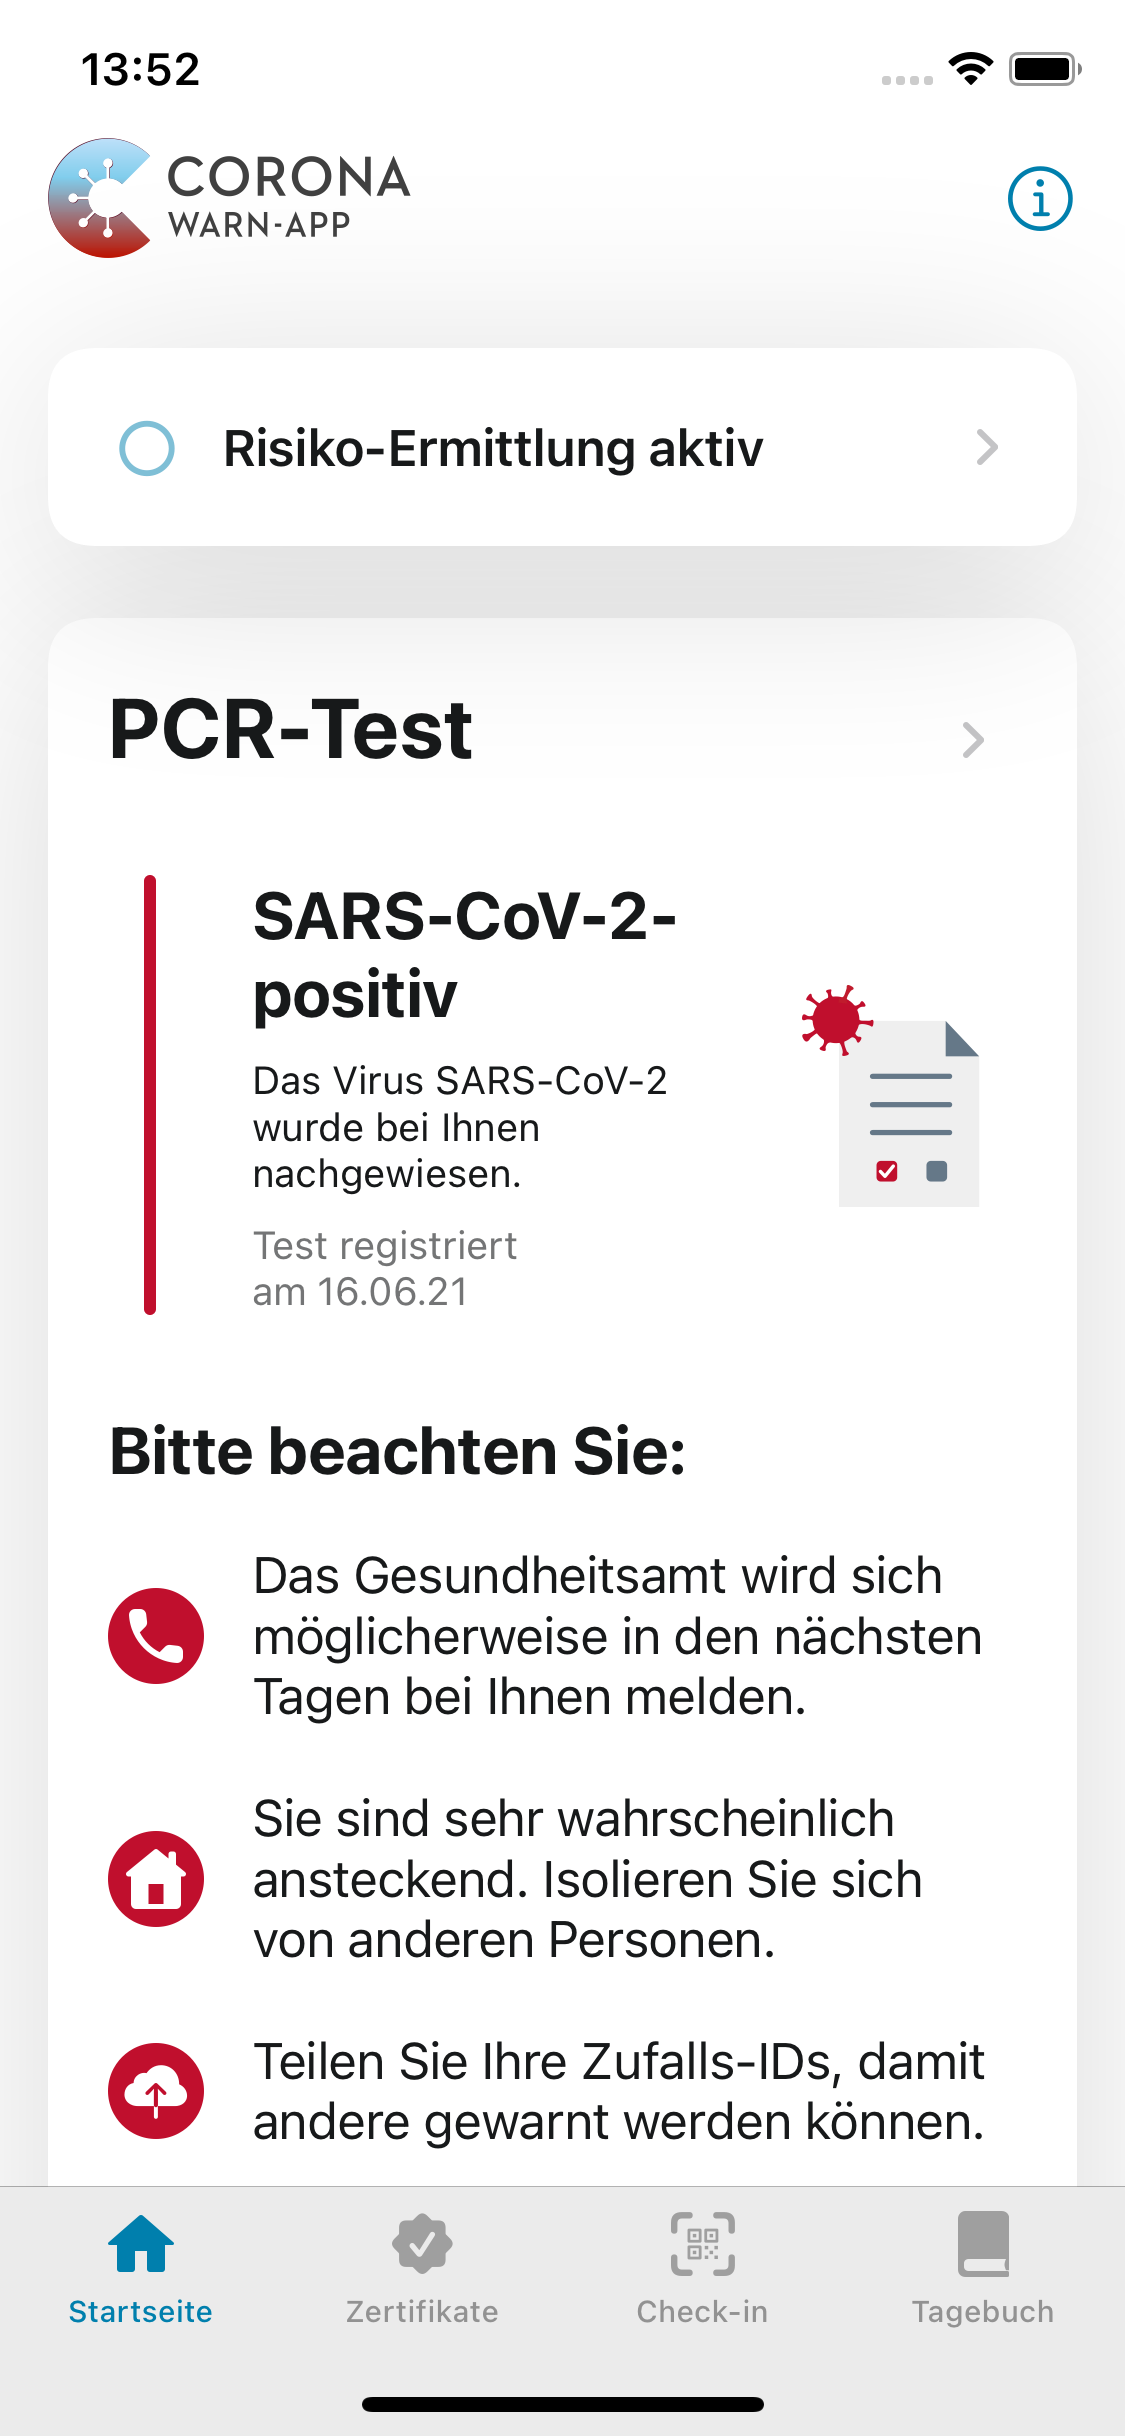 13:52
CORONA
WARN-APP
Risiko-Ermittlung aktiv
PCR-Test
SARS-CoV-2-
positiv
Das Virus SARS-CoV-2
wurde bei Ihnen
nachgewiesen.
Test registriert
am 16.06.21
Bitte beachten Sie:
Das Gesundheitsamt wird sich
möglicherweise in den nächsten
Tagen bei Ihnen melden.
Sie sind sehr wahrscheinlich
ansteckend. Isolieren Sie sich
von anderen Personen.
Teilen Sie Ihre Zufalls-IDs, damit
andere gewarnt werden können.
Startseite Zertifikate Check-in Tagebuch